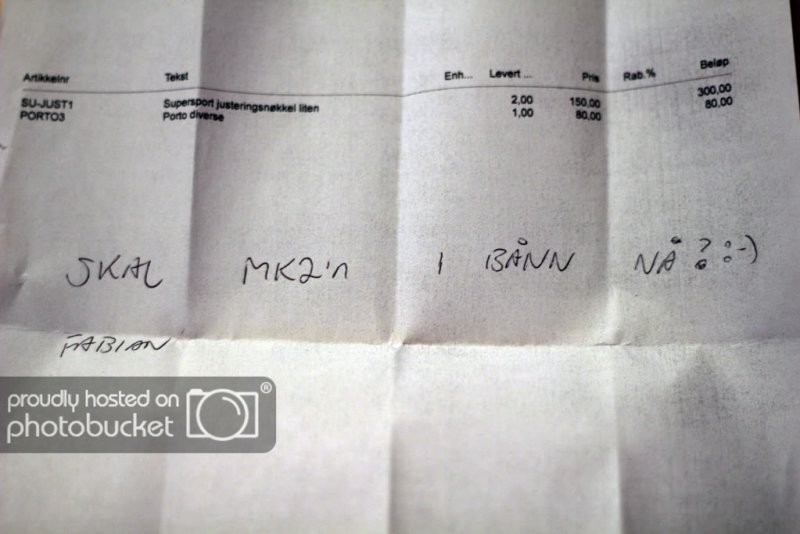 Artikkelnr Tekst Enh... Levert ... Pris Rab.% Beløp
SU-JUST1 Supersport justeringsnøkkel liten 2,00 150,00 300,00
PORTO3 Porto diverse 1,00 80,00 80,00
SKAL MK2'n I BÅNN NÅ? :-)
FABIAN
proudly hosted on
photobucket ®